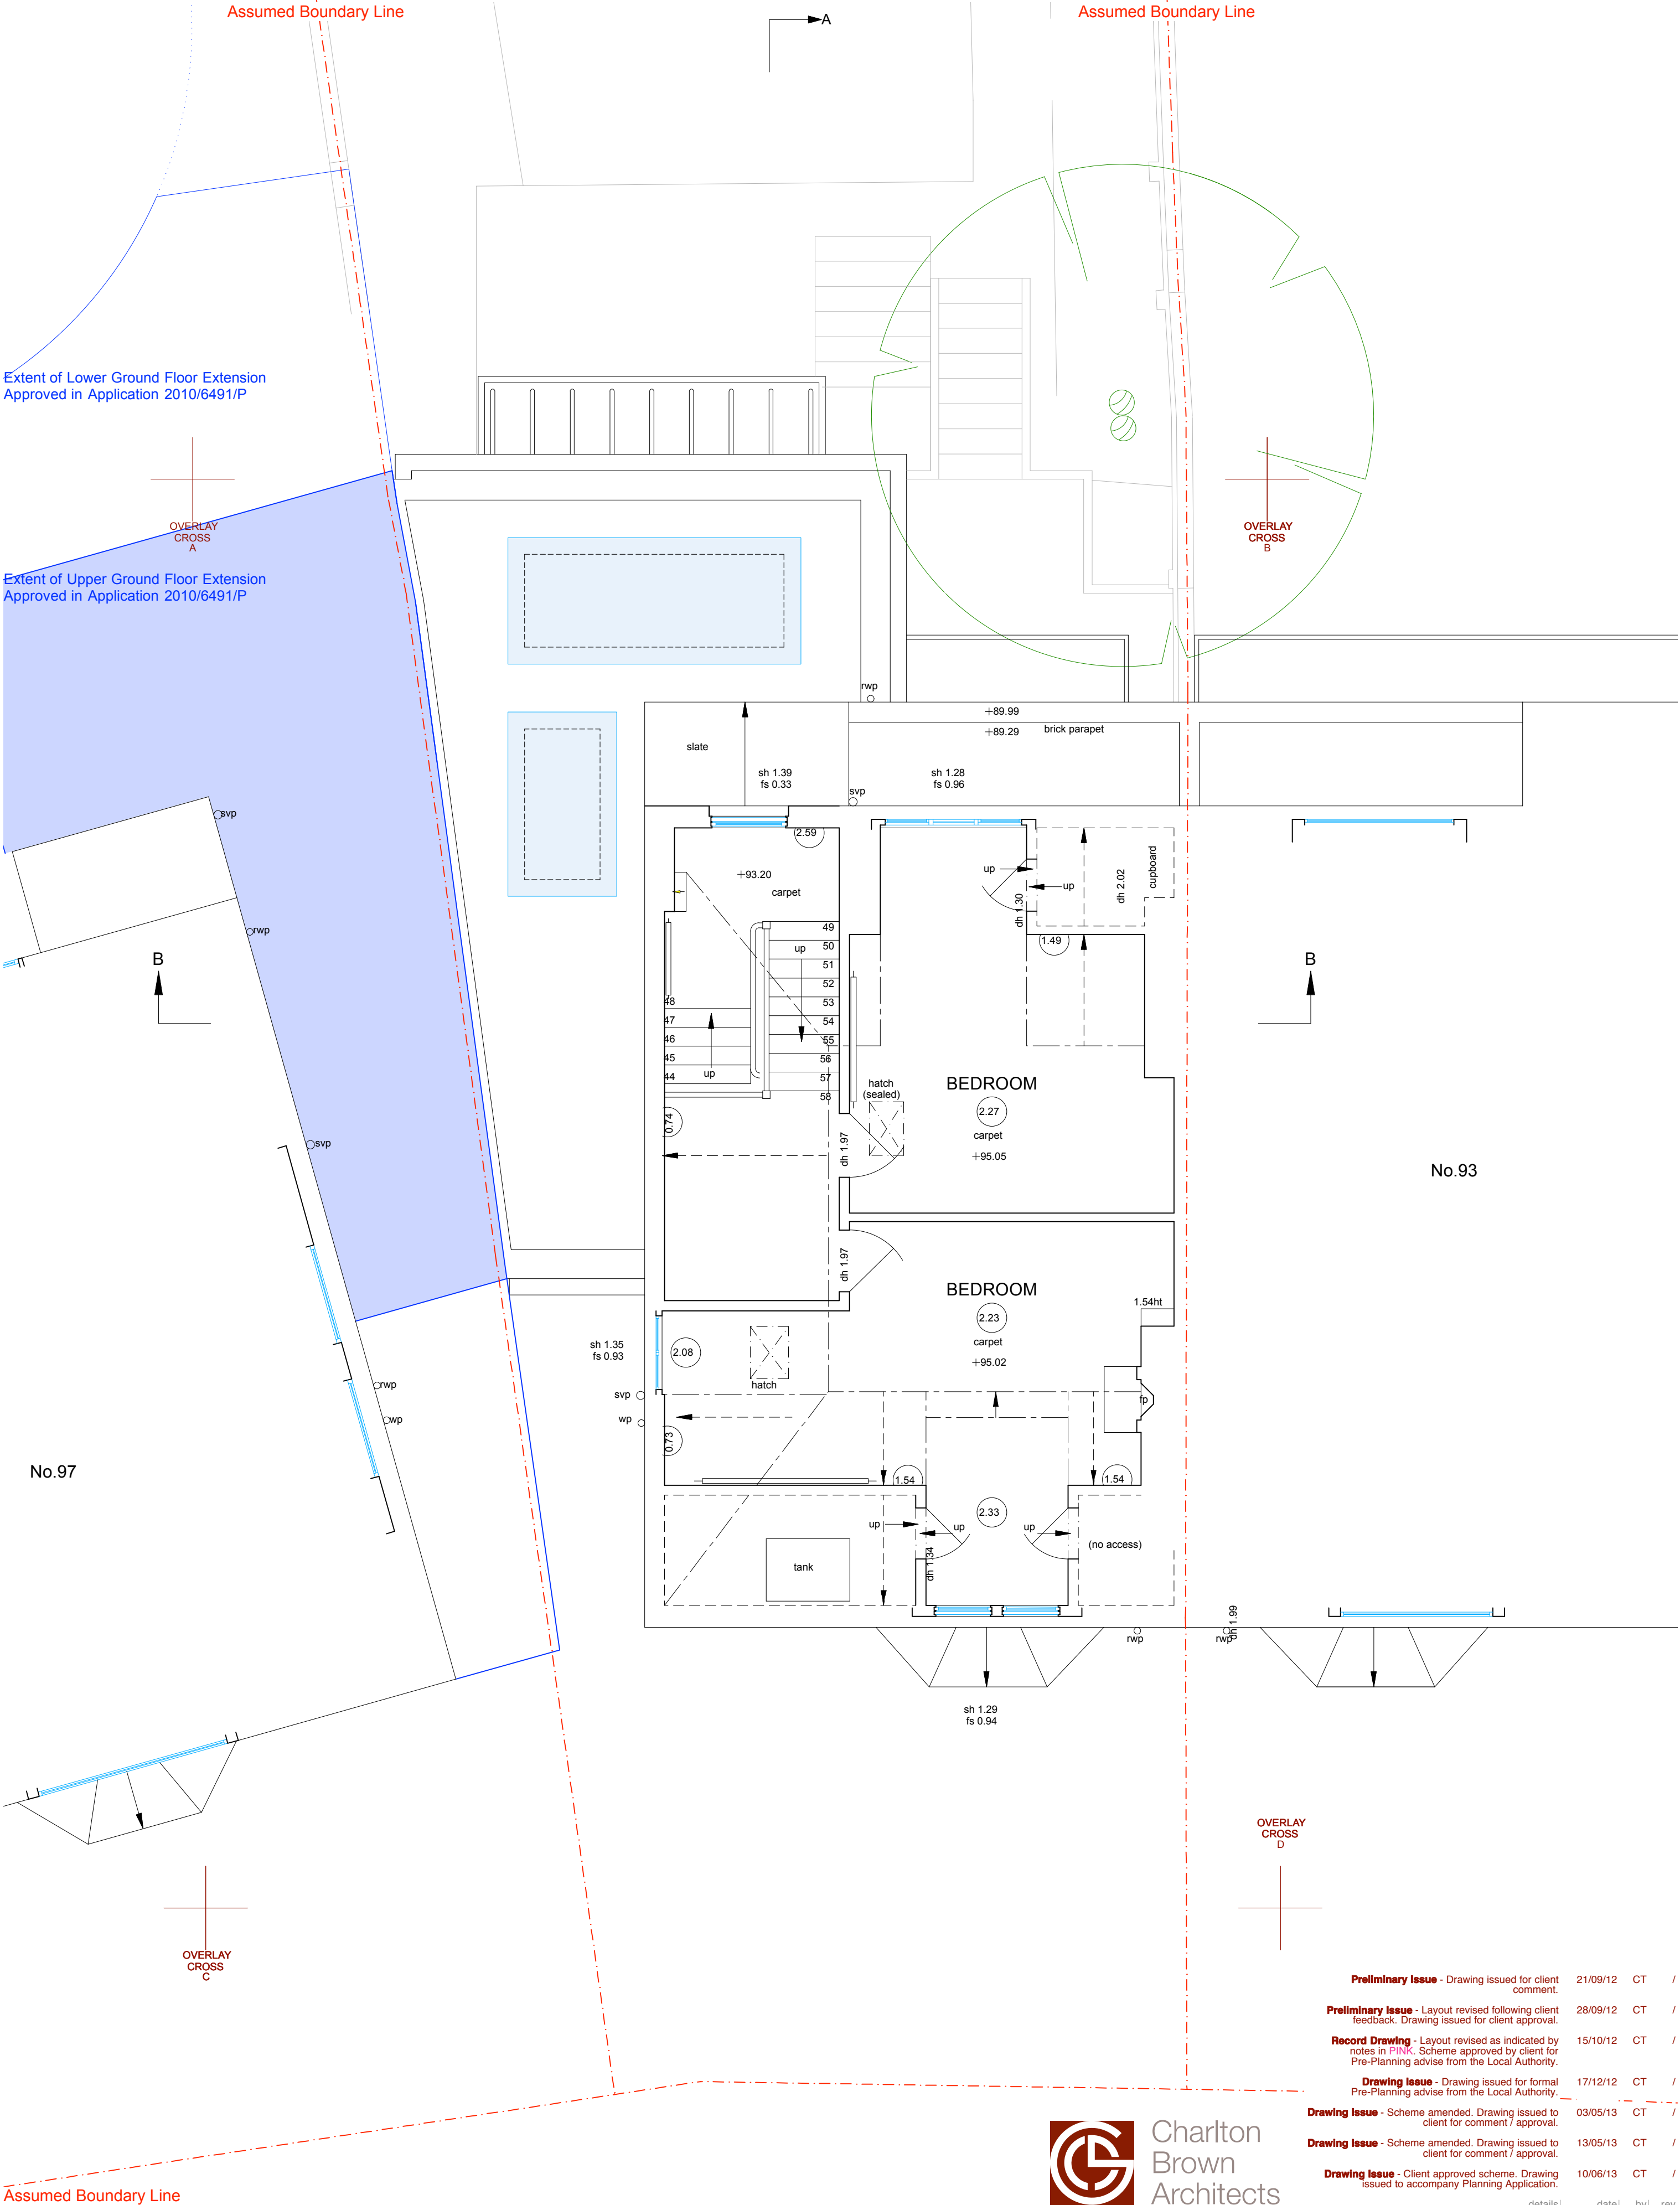 Assumed Boundary Line
Assumed Boundary Line
A
Extent of Lower Ground Floor Extension
Approved in Application 2010/6491/P
OVERLAY
CROSS
A
OVERLAY
CROSS
B
Extent of Upper Ground Floor Extension
Approved in Application 2010/6491/P
rwp
+89.99
+89.29
brick parapet
slate
sh 1.39
fs 0.33
sh 1.28
fs 0.96
svp
svp
2.59
+93.20
carpet
up
up
dh 1.30
dh 2.02
cupboard
1.49
rwp
B
B
49
50
51
52
53
54
55
56
57
58
up
48
47
46
45
44
up
hatch
(sealed)
BEDROOM
2.27
carpet
+95.05
0.74
dh 1.97
svp
No.93
dh 1.97
BEDROOM
2.23
carpet
+95.02
1.54ht
sh 1.35
fs 0.93
2.08
hatch
svp
wp
fp
rwp
wp
0.73
No.97
1.54
1.54
2.33
up
up
up
(no access)
dh 1.34
tank
rwp
rwp
dh 1.99
sh 1.29
fs 0.94
OVERLAY
CROSS
D
OVERLAY
CROSS
C
Preliminary Issue - Drawing issued for client 21/09/12 CT /
comment.
Preliminary Issue - Layout revised following client 28/09/12 CT /
feedback. Drawing issued for client approval.
Record Drawing - Layout revised as indicated by 15/10/12 CT /
notes in PINK. Scheme approved by client for
Pre-Planning advise from the Local Authority.
Drawing Issue - Drawing issued for formal 17/12/12 CT /
Pre-Planning advise from the Local Authority.
Drawing Issue - Scheme amended. Drawing issued to 03/05/13 CT /
client for comment / approval.
Drawing Issue - Scheme amended. Drawing issued to 13/05/13 CT /
client for comment / approval.
Drawing Issue - Client approved scheme. Drawing 10/06/13 CT /
issued to accompany Planning Application.
details| date| by| rev
Charlton
Brown
Architects
Assumed Boundary Line